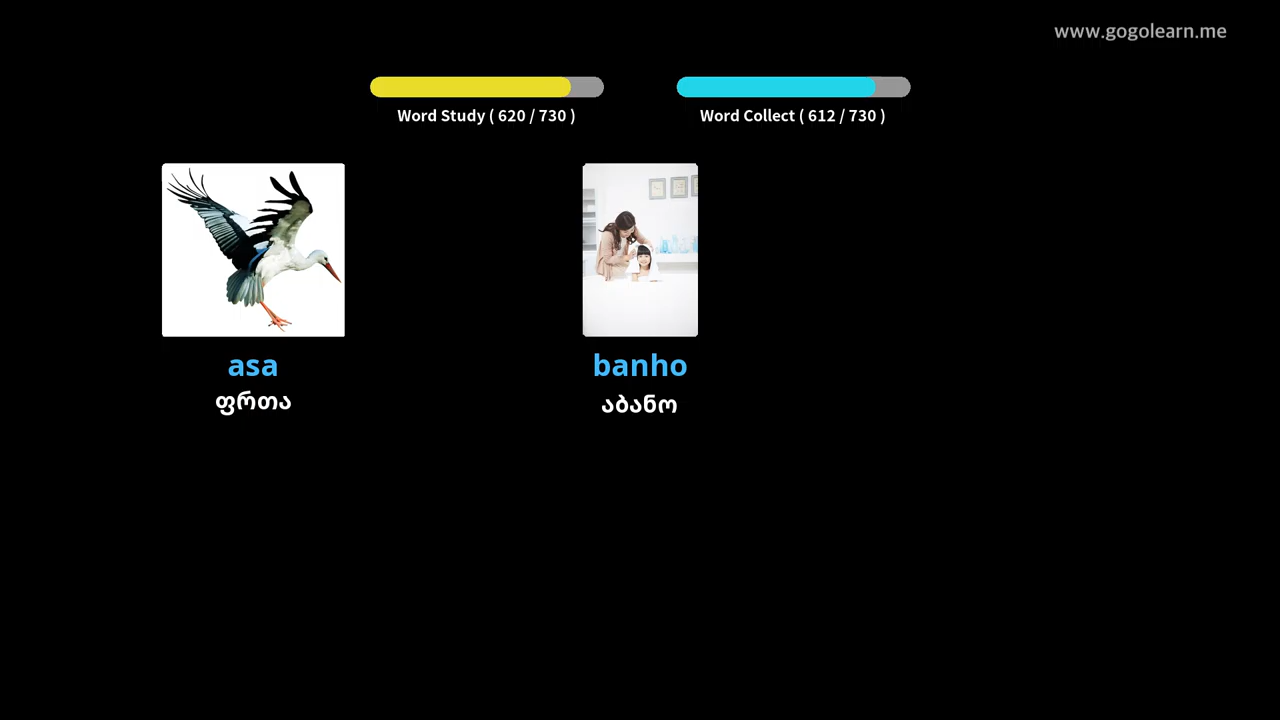 www.gogolearn.me
Word Study ( 620 / 730 )
Word Collect ( 612 / 730 )
asa
ფრთა
banho
აბანო